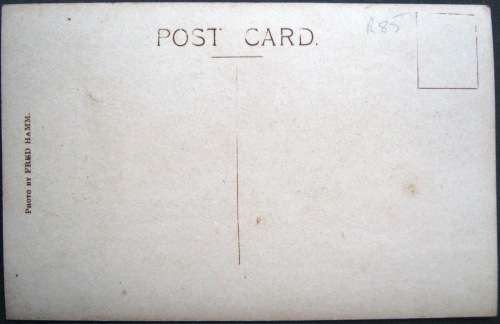 POST CARD.
R85
PHOTO BY FRED HAMM.